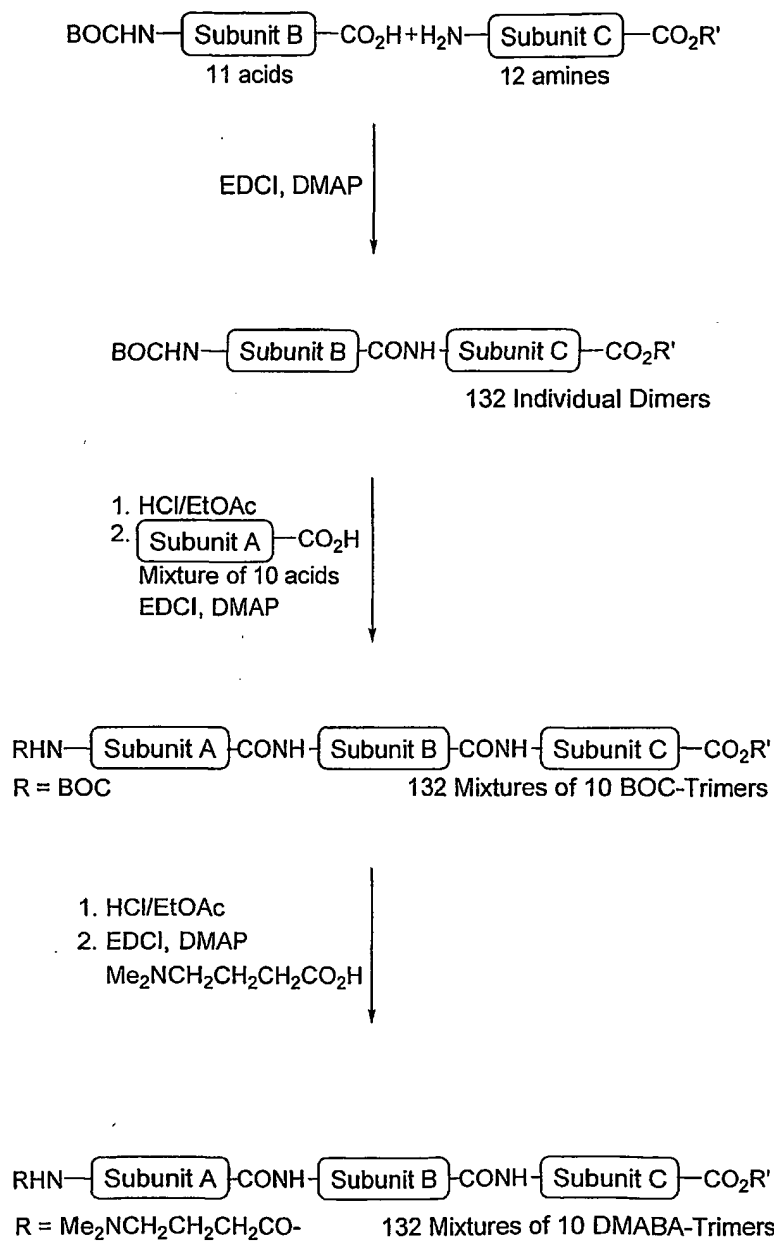 BOCHN—Subunit B—CO₂H+H₂N—Subunit C—CO₂R'
11 acids 12 amines
EDCI, DMAP
BOCHN—Subunit B-CONH-Subunit C—CO₂R'
132 Individual Dimers
1. HCl/EtOAc
2. Subunit A—CO₂H
Mixture of 10 acids
EDCI, DMAP
RHN—Subunit A-CONH-Subunit B—CONH-Subunit C—CO₂R'
R = BOC 132 Mixtures of 10 BOC-Trimers
1. HCl/EtOAc
2. EDCI, DMAP
Me₂NCH₂CH₂CH₂CO₂H
RHN—Subunit A-CONH-Subunit B—CONH-Subunit C—CO₂R'
R = Me₂NCH₂CH₂CH₂CO- 132 Mixtures of 10 DMABA-Trimers